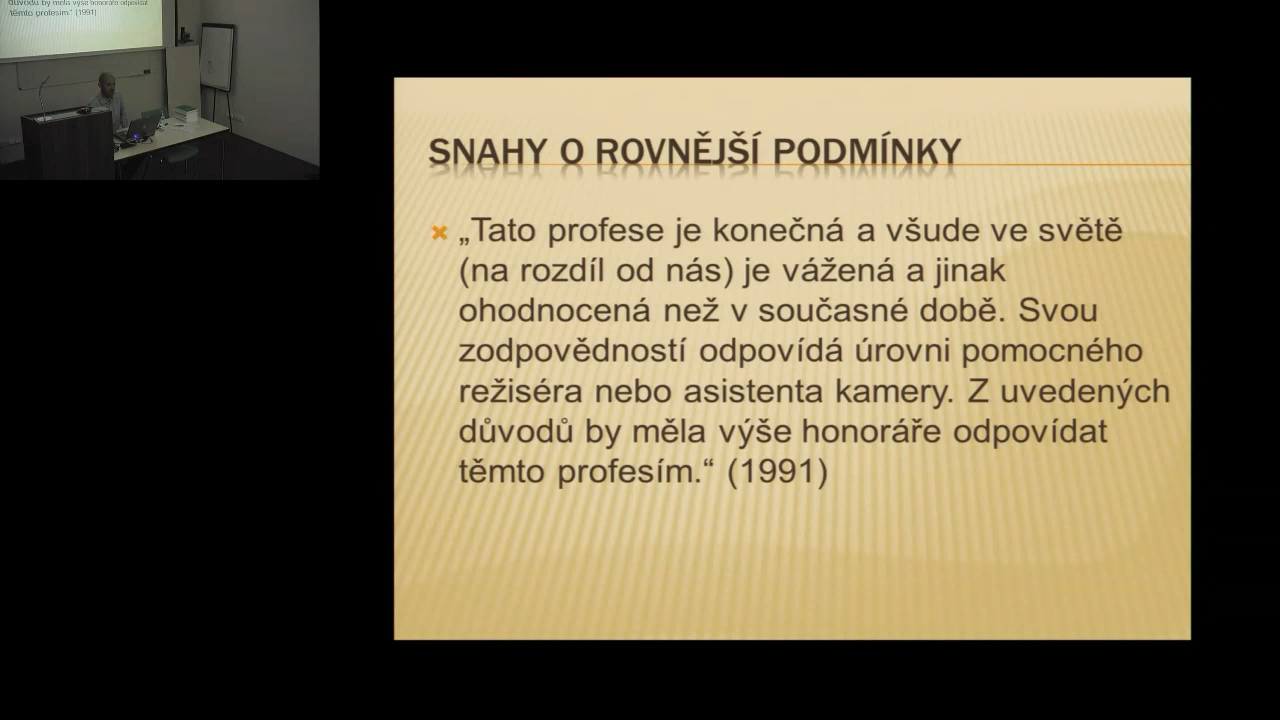 důvodů by měla výše honoráře odpovídat
těmto profesím.“ (1991)
SNAHY O ROVNĚJŠÍ PODMÍNKY
„Tato profese je konečná a všude ve světě
(na rozdíl od nás) je vážená a jinak
ohodnocená než v současné době. Svou
zodpovědností odpovídá úrovni pomocného
režiséra nebo asistenta kamery. Z uvedených
důvodů by měla výše honoráře odpovídat
těmto profesím.“ (1991)